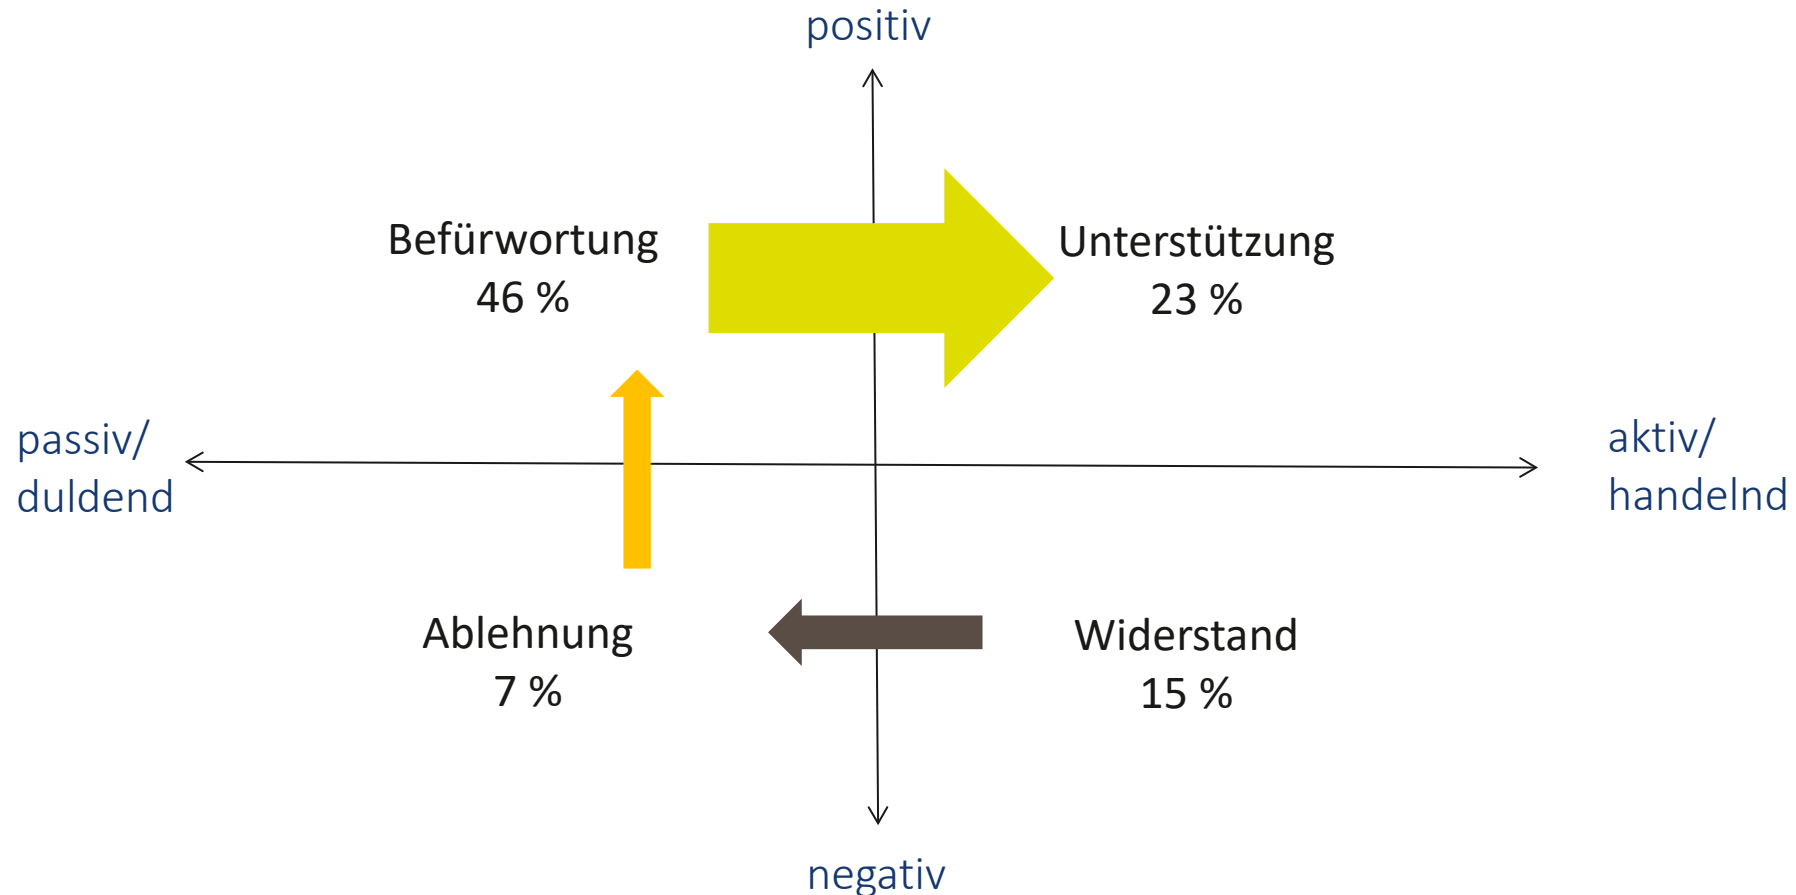 positiv
Befürwortung
46 %
Unterstützung
23 %
passiv/
duldend
aktiv/
handelnd
Ablehnung
7 %
Widerstand
15 %
negativ